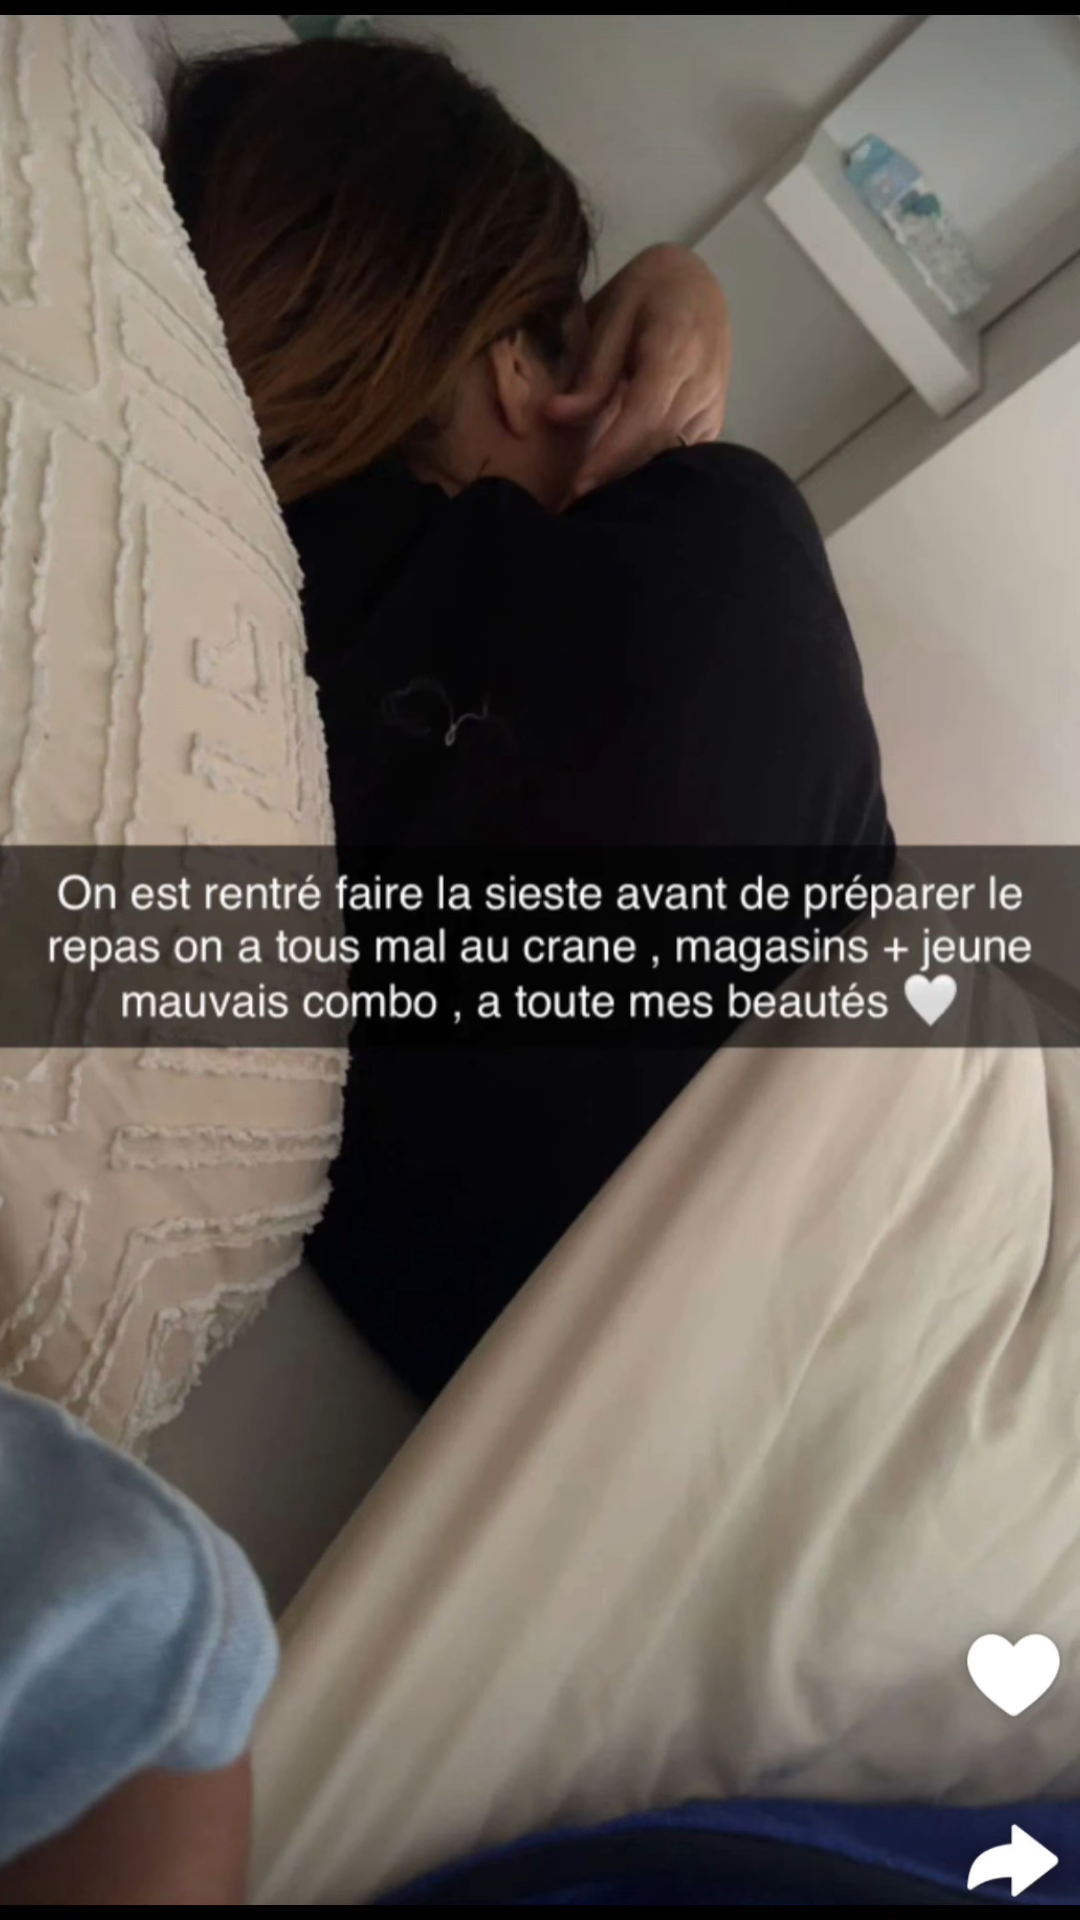 On est rentré faire la sieste avant de préparer le
repas on a tous mal au crane , magasins + jeune
mauvais combo , a toute mes beautés 🤍